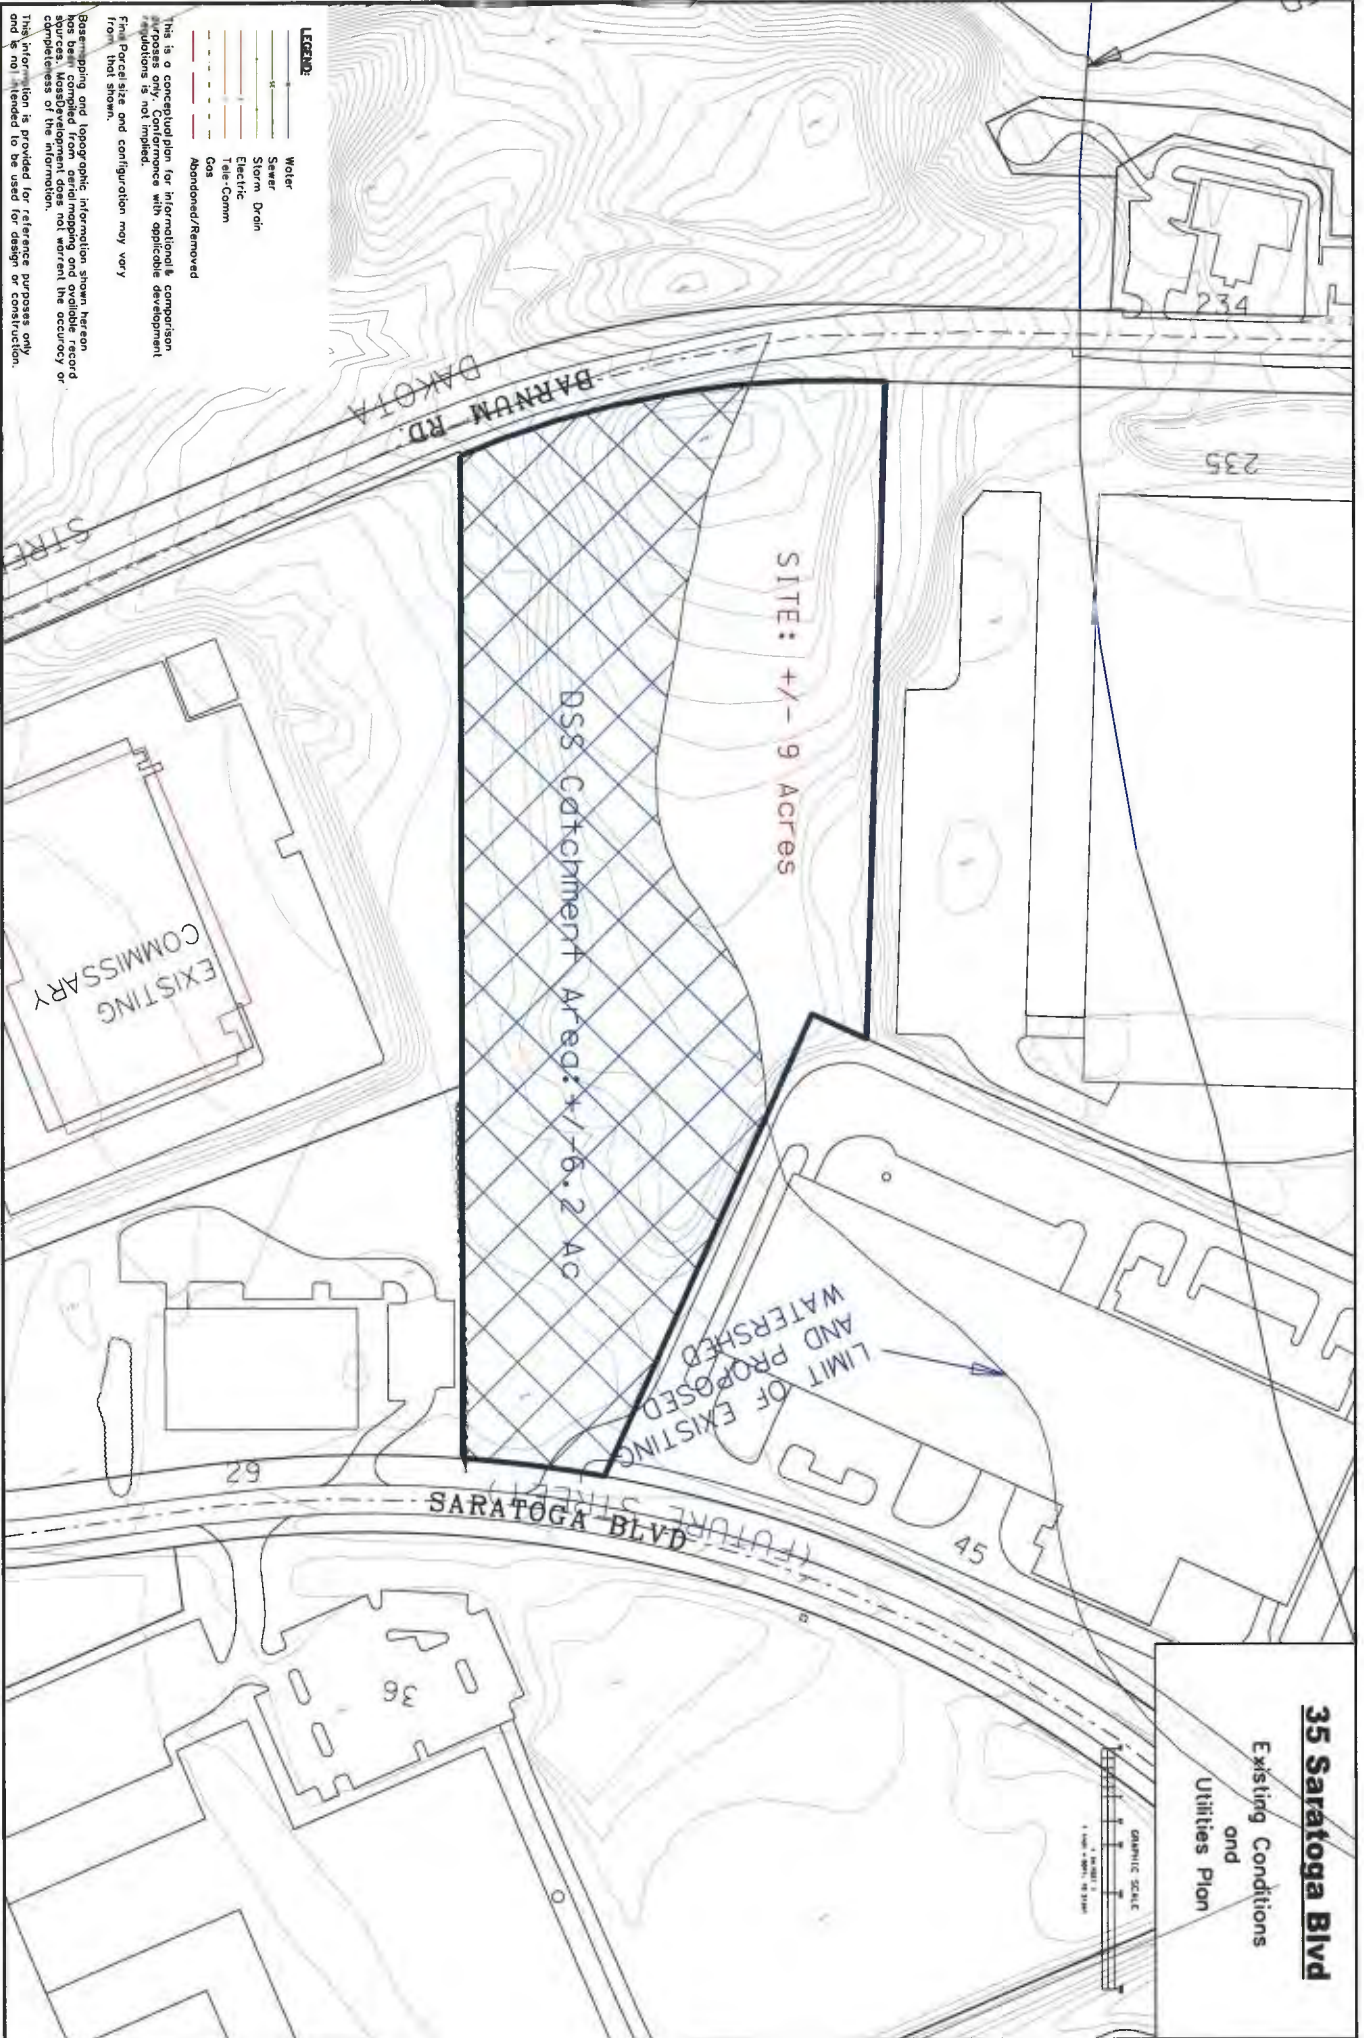 35 Saratoga Blvd
Existing Conditions
and
Utilities Plan
GRAPHIC SCALE
234
235
SITE: +/- 9 Acres
DSS Catchment Area: +/-6.2 Ac
BARNUM RD.
DAKOTA
LIMIT OF EXISTING
AND PROPOSED
WATERSHED
45
SARATOGA BLVD
(FUTURE STREET)
EXISTING
COMMISSARY
29
36
LEGEND:
Water
Sewer
Storm Drain
Electric
Tele-Comm
Gas
Abandoned/Removed
This is a conceptual plan for informational & comparison
purposes only. Conformance with applicable development
regulations is not implied.
Final Parcel size and configuration may vary
from that shown.
Basemapping and topographic information shown hereon
has been compiled from aerial mapping and available record
sources. MassDevelopment does not warrent the accuracy or
completeness of the information.
This information is provided for reference purposes only
and is not intended to be used for design or construction.